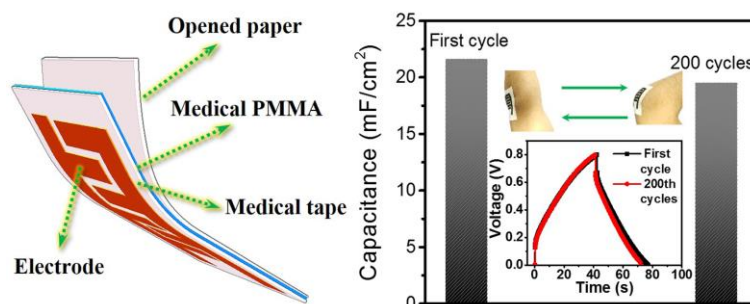 Opened paper
Medical PMMA
Medical tape
Electrode
Capacitance (mF/cm²)
25
20
15
10
5
0
First cycle
200 cycles
Voltage (V)
0.8
0.6
0.4
0.2
0.0
First
cycle
200th
cycles
0 20 40 60 80 100
Time (s)